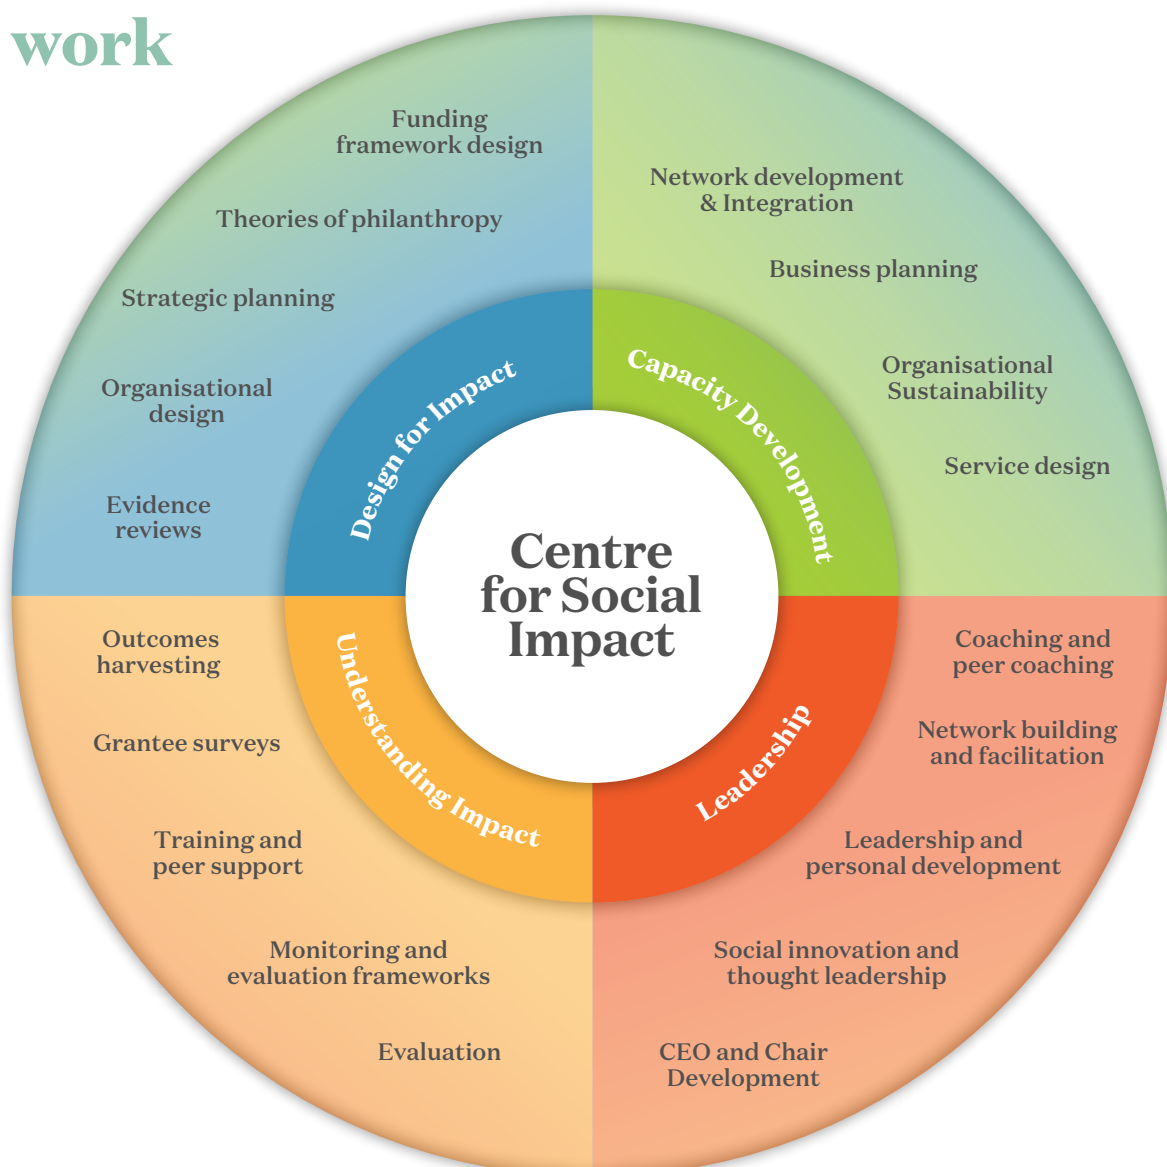 work
Funding
framework design
Theories of philanthropy
Strategic planning
Organisational
design
Evidence
reviews
Design for Impact
Network development
& Integration
Business planning
Organisational
Sustainability
Service design
Capacity Development
Centre
for Social
Impact
Understanding Impact
Outcomes
harvesting
Grantee surveys
Training and
peer support
Monitoring and
evaluation frameworks
Evaluation
Leadership
Coaching and
peer coaching
Network building
and facilitation
Leadership and
personal development
Social innovation and
thought leadership
CEO and Chair
Development